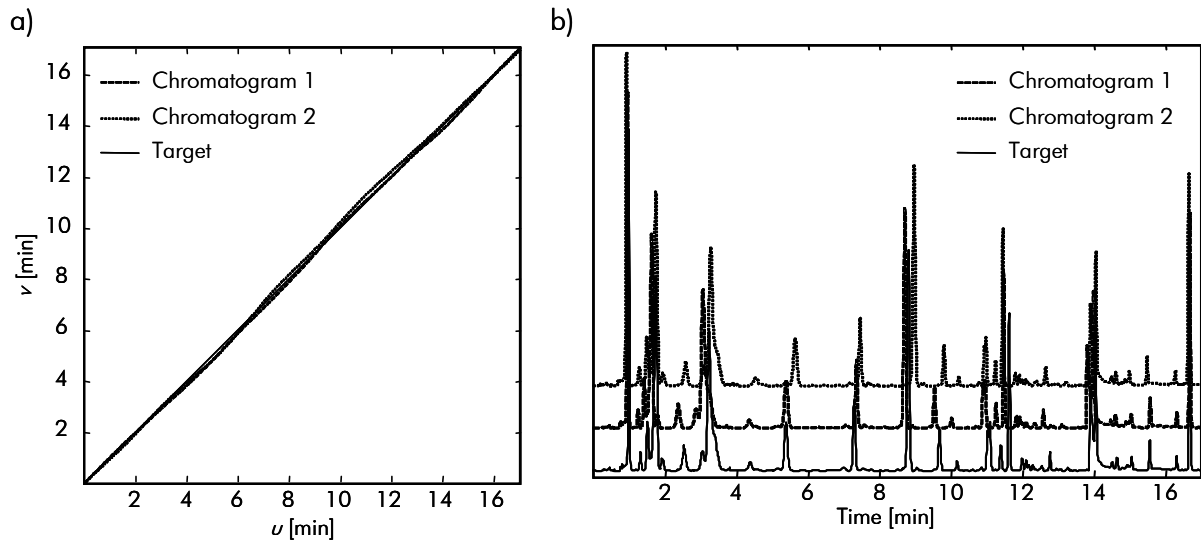 a)
16
14
12
10
8
6
4
2
v [min]
Chromatogram 1
Chromatogram 2
Target
2 4 6 8 10 12 14 16
u [min]
b)
Chromatogram 1
Chromatogram 2
Target
2 4 6 8 10 12 14 16
Time [min]